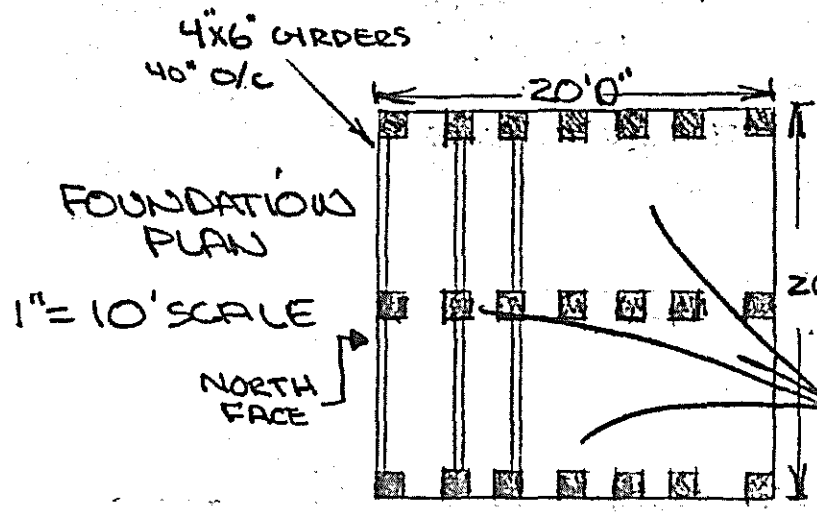 4"x6" GIRDERS
40" O/C
20'0"
FOUNDATION
PLAN
1" = 10' SCALE
NORTH
FACE